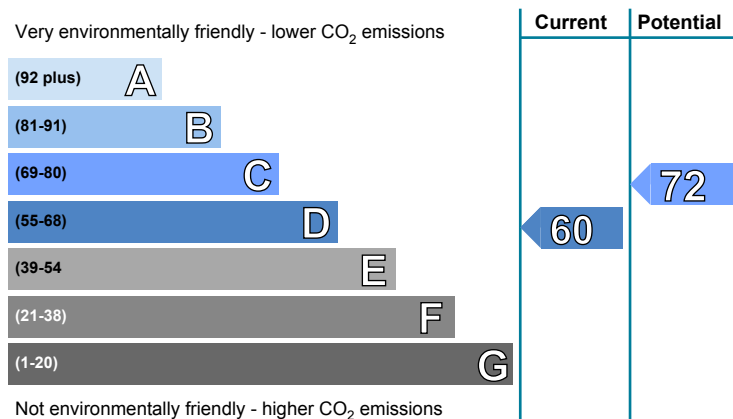 Current Potential
Very environmentally friendly - lower CO₂ emissions
(92 plus) A
(81-91) B
(69-80) C
72
(55-68) D
60
(39-54 E
(21-38) F
(1-20) G
Not environmentally friendly - higher CO₂ emissions